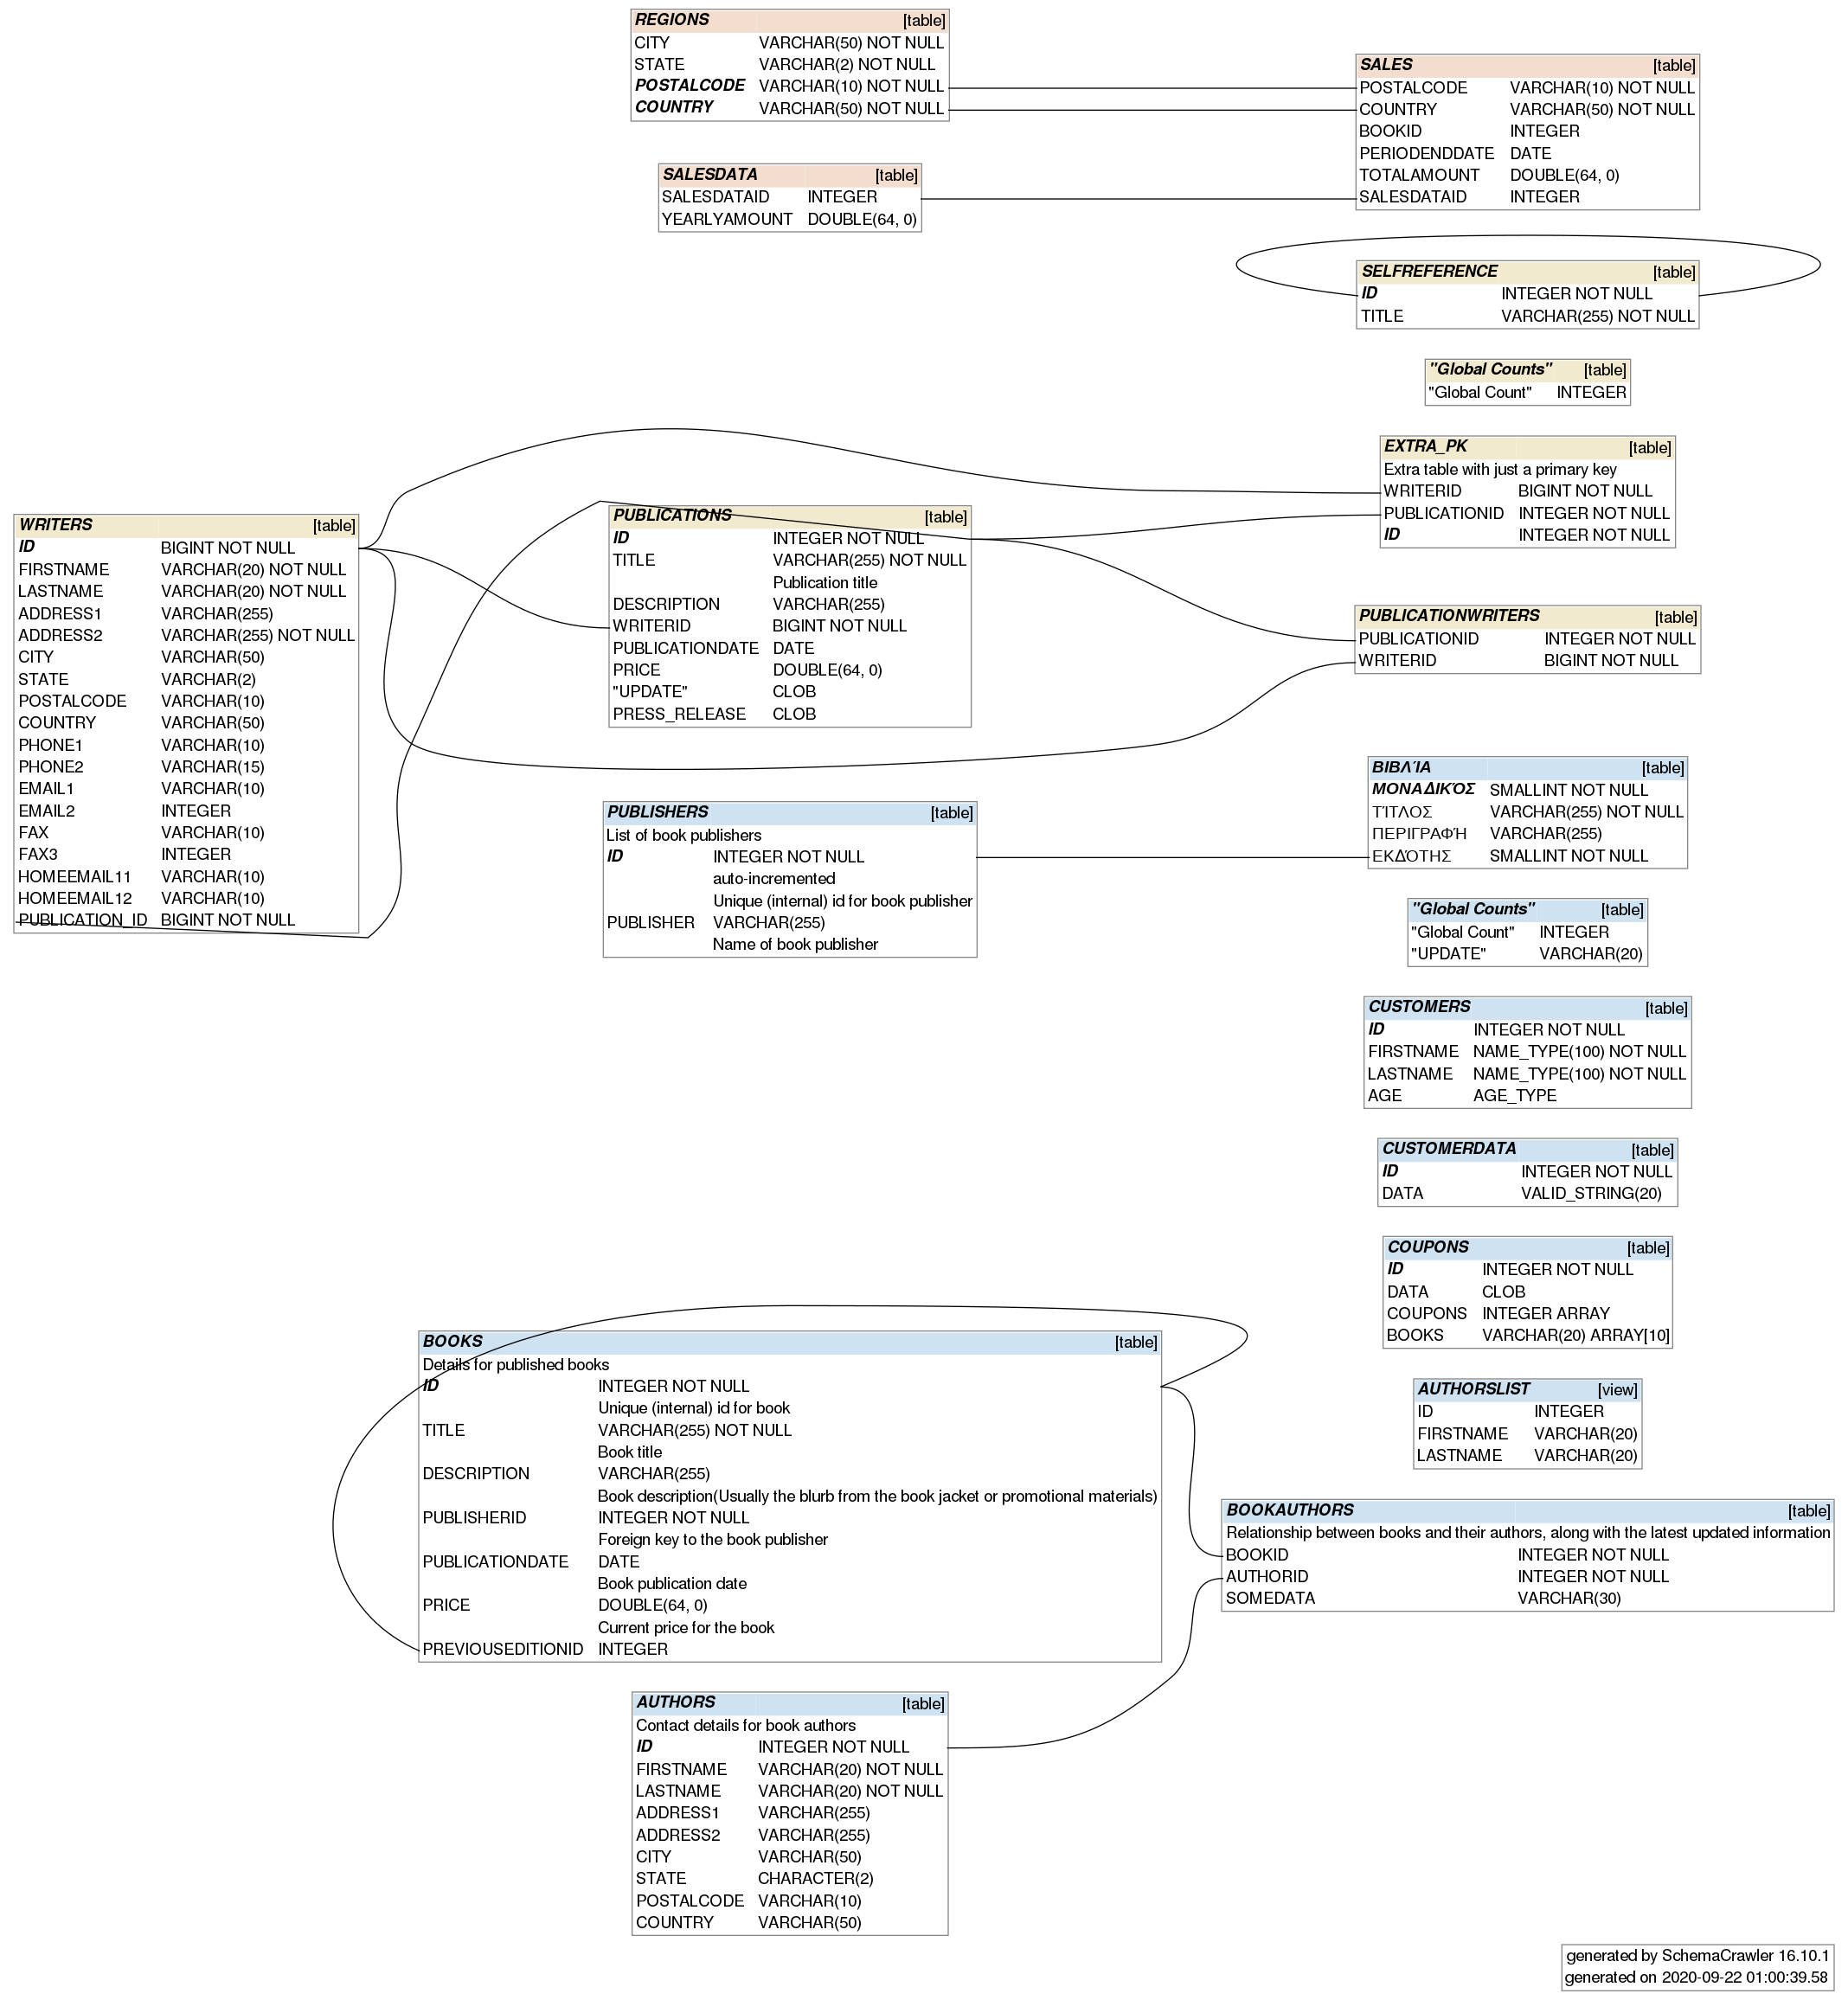 REGIONS [table]
CITY VARCHAR(50) NOT NULL
STATE VARCHAR(2) NOT NULL
POSTALCODE VARCHAR(10) NOT NULL
COUNTRY VARCHAR(50) NOT NULL
SALES [table]
POSTALCODE VARCHAR(10) NOT NULL
COUNTRY VARCHAR(50) NOT NULL
BOOKID INTEGER
PERIODENDDATE DATE
TOTALAMOUNT DOUBLE(64, 0)
SALESDATAID INTEGER
SALESDATA [table]
SALESDATAID INTEGER
YEARLYAMOUNT DOUBLE(64, 0)
SELFREFERENCE [table]
ID INTEGER NOT NULL
TITLE VARCHAR(255) NOT NULL
"Global Counts" [table]
"Global Count" INTEGER
EXTRA_PK [table]
Extra table with just a primary key
WRITERID BIGINT NOT NULL
PUBLICATIONID INTEGER NOT NULL
ID INTEGER NOT NULL
WRITERS [table]
ID BIGINT NOT NULL
FIRSTNAME VARCHAR(20) NOT NULL
LASTNAME VARCHAR(20) NOT NULL
ADDRESS1 VARCHAR(255)
ADDRESS2 VARCHAR(255) NOT NULL
CITY VARCHAR(50)
STATE VARCHAR(2)
POSTALCODE VARCHAR(10)
COUNTRY VARCHAR(50)
PHONE1 VARCHAR(10)
PHONE2 VARCHAR(15)
EMAIL1 VARCHAR(10)
EMAIL2 INTEGER
FAX VARCHAR(10)
FAX3 INTEGER
HOMEEMAIL11 VARCHAR(10)
HOMEEMAIL12 VARCHAR(10)
PUBLICATION_ID BIGINT NOT NULL
PUBLICATIONS [table]
ID INTEGER NOT NULL
TITLE VARCHAR(255) NOT NULL
Publication title
DESCRIPTION VARCHAR(255)
WRITERID BIGINT NOT NULL
PUBLICATIONDATE DATE
PRICE DOUBLE(64, 0)
"UPDATE" CLOB
PRESS_RELEASE CLOB
PUBLICATIONWRITERS [table]
PUBLICATIONID INTEGER NOT NULL
WRITERID BIGINT NOT NULL
ΒΙΒΛΊΑ [table]
ΜΟΝΑΔΙΚΌΣ SMALLINT NOT NULL
ΤΊΤΛΟΣ VARCHAR(255) NOT NULL
ΠΕΡΙΓΡΑΦΉ VARCHAR(255)
ΕΚΔΌΤΗΣ SMALLINT NOT NULL
PUBLISHERS [table]
List of book publishers
ID INTEGER NOT NULL
auto-incremented
Unique (internal) id for book publisher
PUBLISHER VARCHAR(255)
Name of book publisher
"Global Counts" [table]
"Global Count" INTEGER
"UPDATE" VARCHAR(20)
CUSTOMERS [table]
ID INTEGER NOT NULL
FIRSTNAME NAME_TYPE(100) NOT NULL
LASTNAME NAME_TYPE(100) NOT NULL
AGE AGE_TYPE
CUSTOMERDATA [table]
ID INTEGER NOT NULL
DATA VALID_STRING(20)
COUPONS [table]
ID INTEGER NOT NULL
DATA CLOB
COUPONS INTEGER ARRAY
BOOKS VARCHAR(20) ARRAY[10]
BOOKS [table]
Details for published books
ID INTEGER NOT NULL
Unique (internal) id for book
TITLE VARCHAR(255) NOT NULL
Book title
DESCRIPTION VARCHAR(255)
Book description(Usually the blurb from the book jacket or promotional materials)
PUBLISHERID INTEGER NOT NULL
Foreign key to the book publisher
PUBLICATIONDATE DATE
Book publication date
PRICE DOUBLE(64, 0)
Current price for the book
PREVIOUSEDITIONID INTEGER
AUTHORSLIST [view]
ID INTEGER
FIRSTNAME VARCHAR(20)
LASTNAME VARCHAR(20)
BOOKAUTHORS [table]
Relationship between books and their authors, along with the latest updated information
BOOKID INTEGER NOT NULL
AUTHORID INTEGER NOT NULL
SOMEDATA VARCHAR(30)
AUTHORS [table]
Contact details for book authors
ID INTEGER NOT NULL
FIRSTNAME VARCHAR(20) NOT NULL
LASTNAME VARCHAR(20) NOT NULL
ADDRESS1 VARCHAR(255)
ADDRESS2 VARCHAR(255)
CITY VARCHAR(50)
STATE CHARACTER(2)
POSTALCODE VARCHAR(10)
COUNTRY VARCHAR(50)
generated by SchemaCrawler 16.10.1
generated on 2020-09-22 01:00:39.58